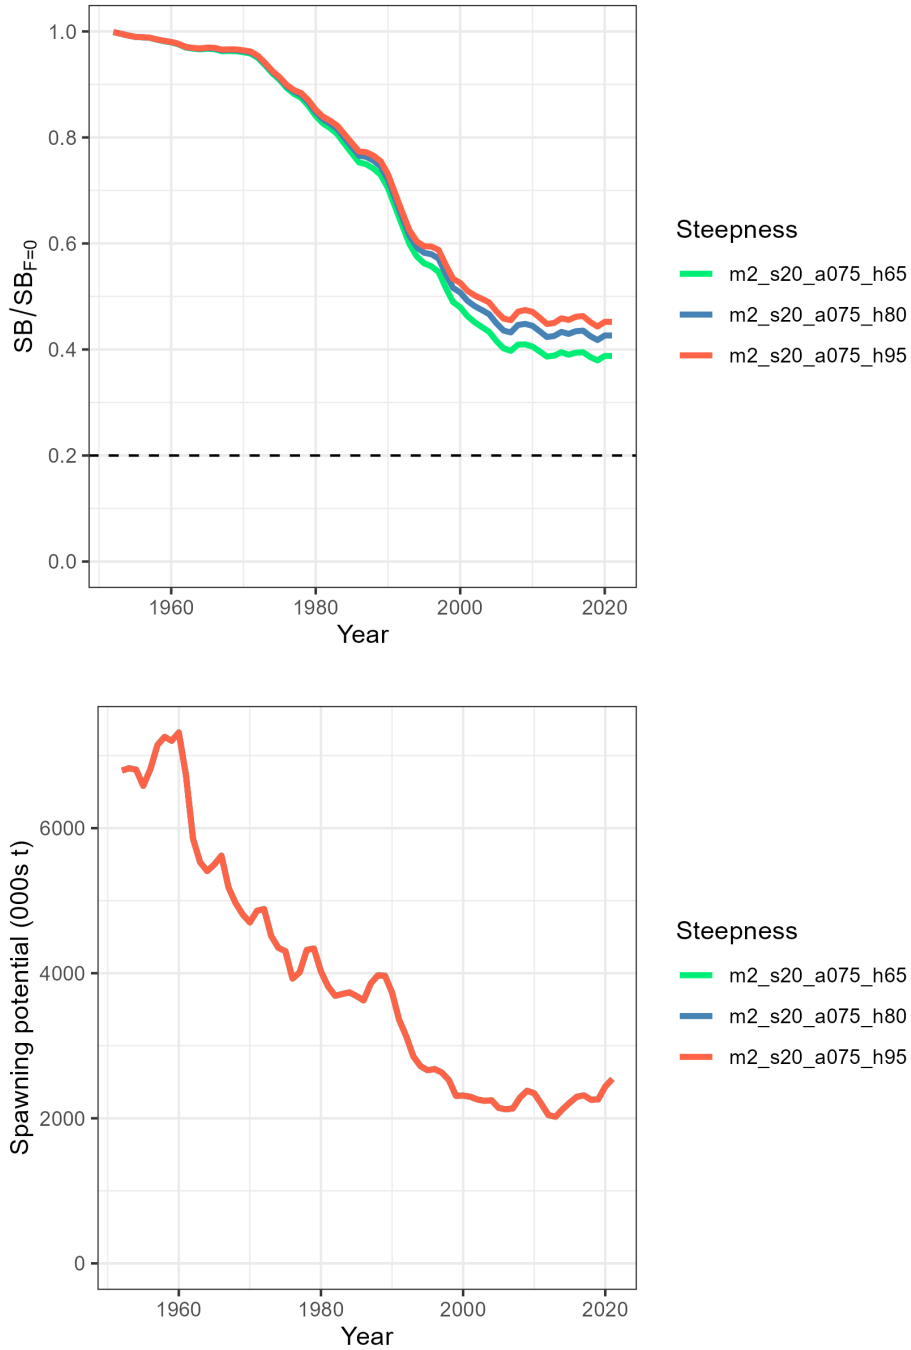 1.0
0.8
0.6
0.4
0.2
0.0
SB/SB_F=0
1960 1980 2000 2020
Year
Steepness
m2_s20_a075_h65
m2_s20_a075_h80
m2_s20_a075_h95
6000
4000
2000
0
Spawning potential (000s t)
1960 1980 2000 2020
Year
Steepness
m2_s20_a075_h65
m2_s20_a075_h80
m2_s20_a075_h95